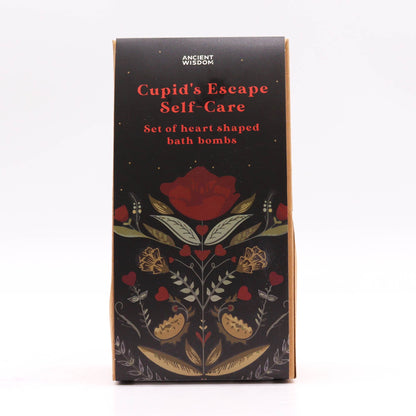 ANCIENT
WISDOM
Cupid's Escape
Self-Care
Set of heart shaped
bath bombs